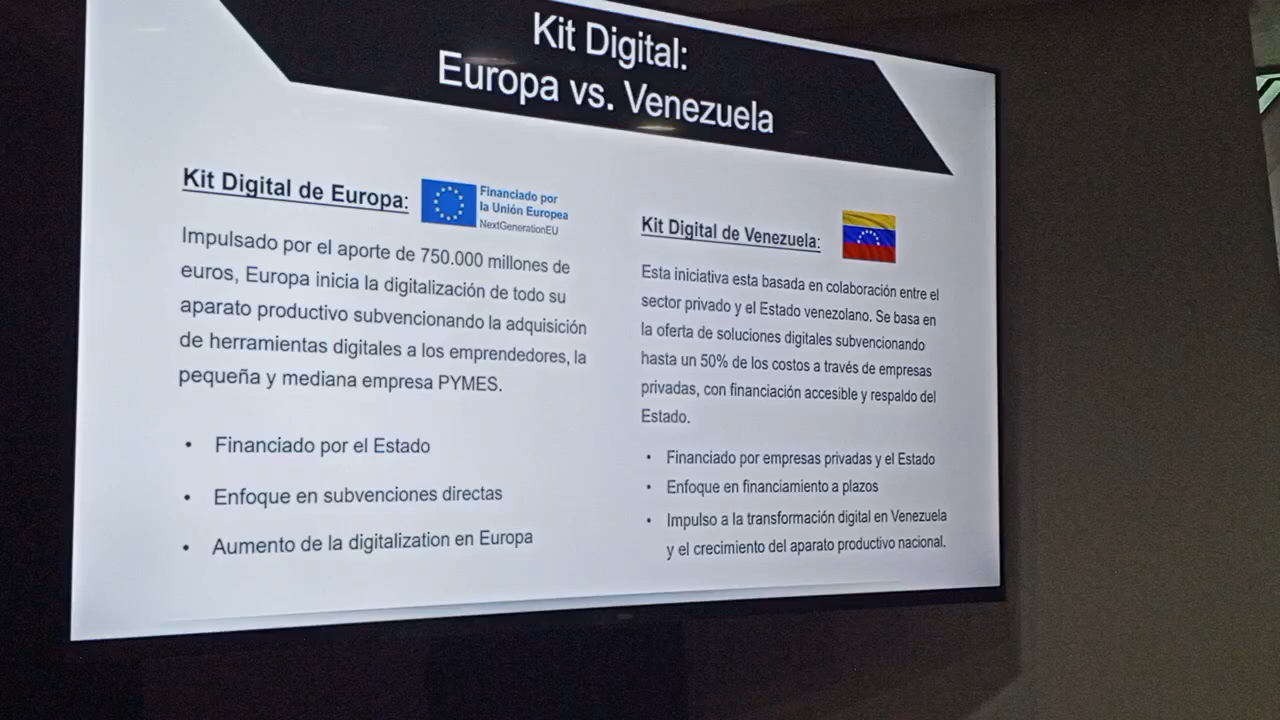 Kit Digital:
Europa vs. Venezuela
Kit Digital de Europa:
Financiado por
la Unión Europea
NextGenerationEU
Impulsado por el aporte de 750.000 millones de
euros, Europa inicia la digitalización de todo su
aparato productivo subvencionando la adquisición
de herramientas digitales a los emprendedores, la
pequeña y mediana empresa PYMES.
• Financiado por el Estado
• Enfoque en subvenciones directas
• Aumento de la digitalization en Europa
Kit Digital de Venezuela:
Esta iniciativa esta basada en colaboración entre el
sector privado y el Estado venezolano. Se basa en
la oferta de soluciones digitales subvencionando
hasta un 50% de los costos a través de empresas
privadas, con financiación accesible y respaldo del
Estado.
• Financiado por empresas privadas y el Estado
• Enfoque en financiamiento a plazos
• Impulso a la transformación digital en Venezuela
y el crecimiento del aparato productivo nacional.